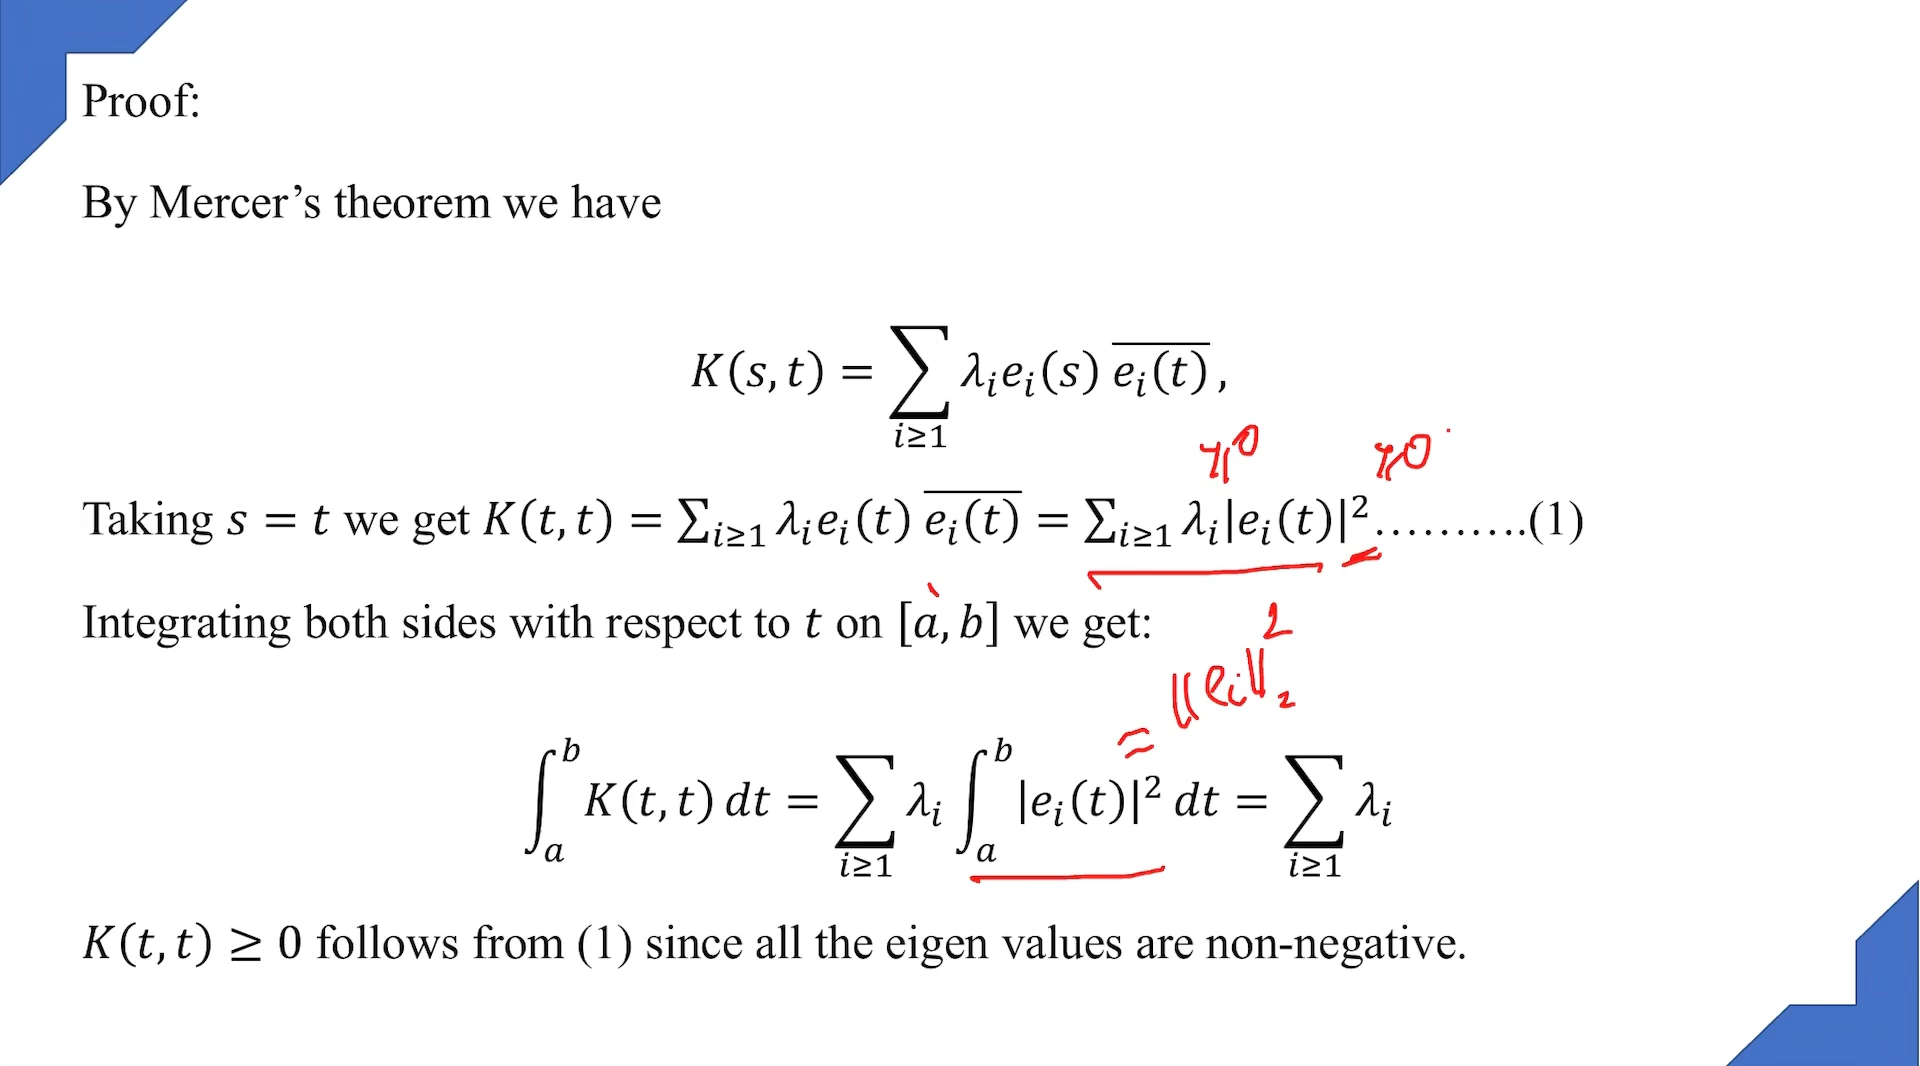 Proof:
By Mercer’s theorem we have
K(s, t) = ∑_{i≥1} λ_i e_i(s) \overline{e_i(t)},
≥0 ≥0
Taking s = t we get K(t, t) = ∑_{i≥1} λ_i e_i(t) \overline{e_i(t)} = ∑_{i≥1} λ_i |e_i(t)|²..........(1)
Integrating both sides with respect to t on [a, b] we get:
= ||e_i||₂²
∫_a^b K(t, t) dt = ∑_{i≥1} λ_i ∫_a^b |e_i(t)|² dt = ∑_{i≥1} λ_i
K(t, t) ≥ 0 follows from (1) since all the eigen values are non-negative.